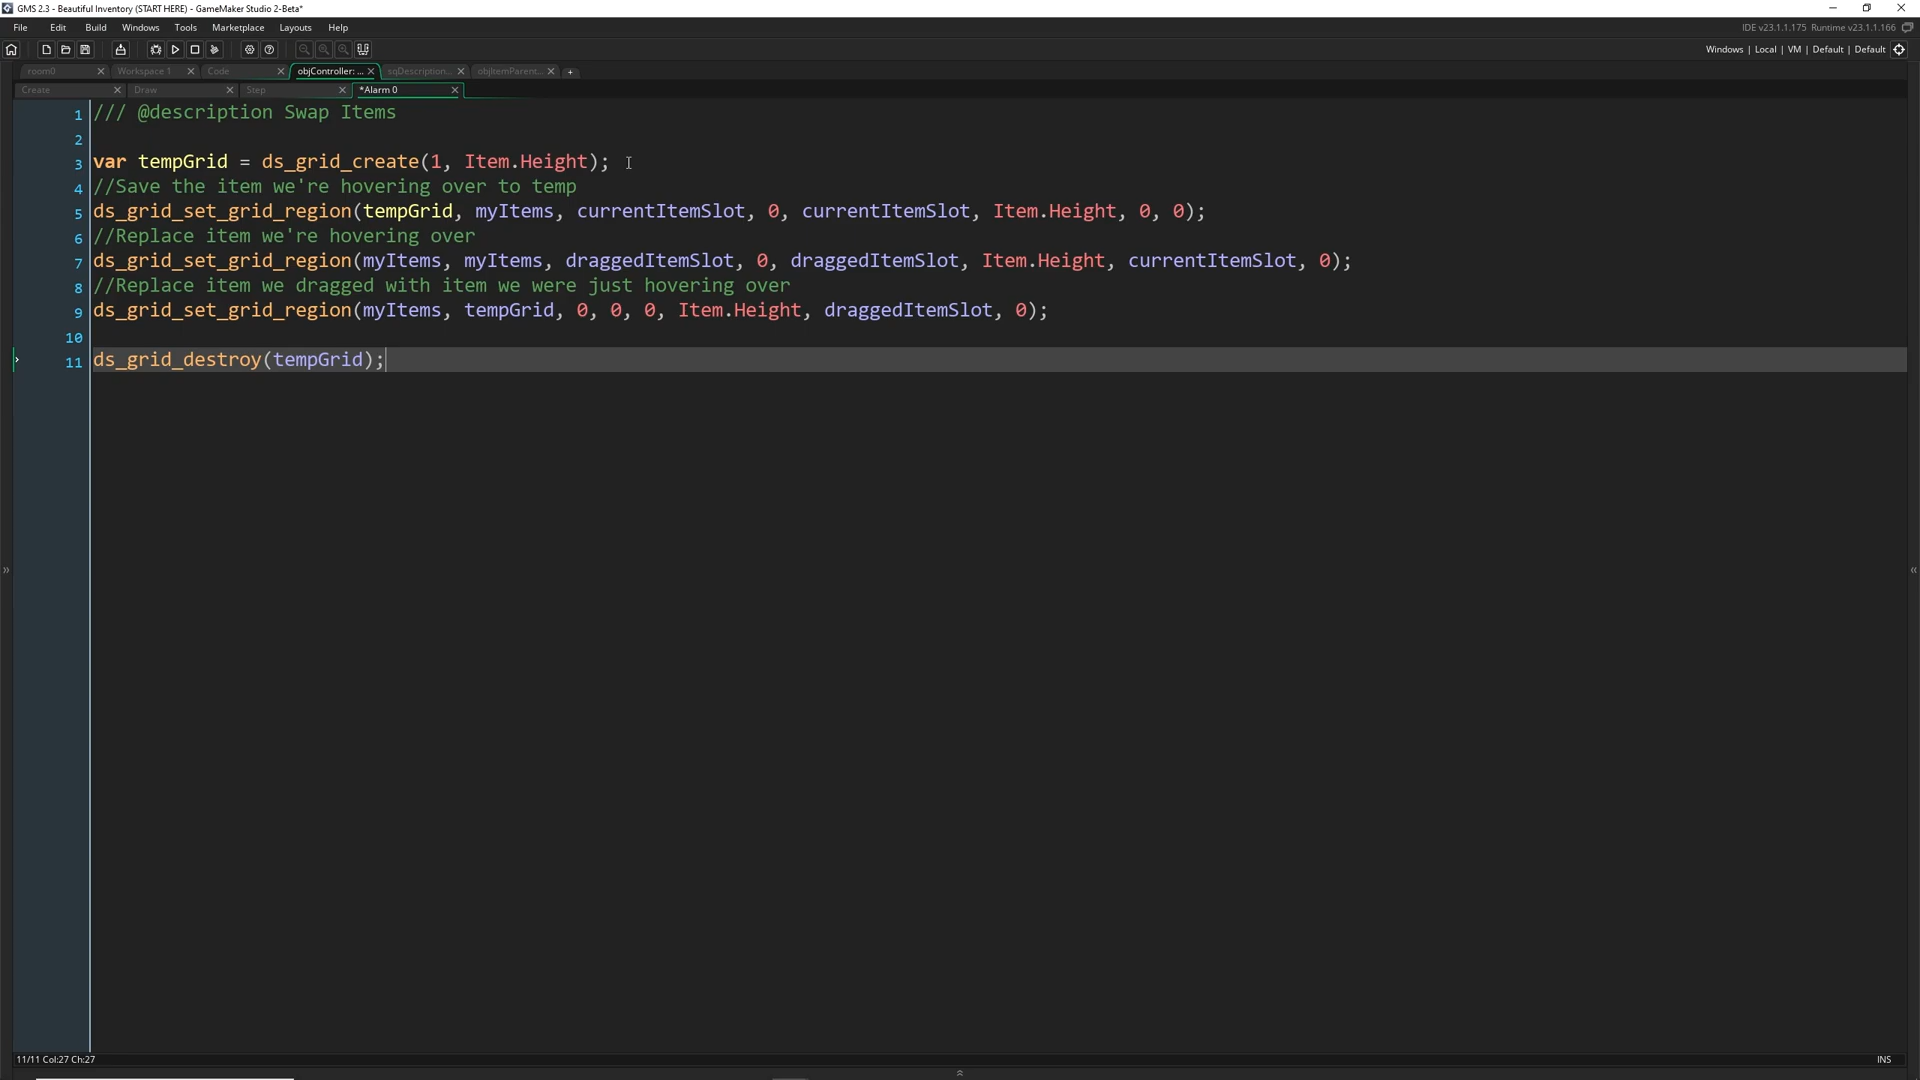 GMS 2.3 - Beautiful Inventory (START HERE) - GameMaker Studio 2-Beta*
File Edit Build Windows Tools Marketplace Layouts Help
IDE v23.1.1.175 Runtime v23.1.1.166
Windows | Local | VM | Default | Default
room0 Workspace 1 Code objController: ... sqDescription... objItemParent... +
Create Draw Step *Alarm 0
1 /// @description Swap Items
2
3 var tempGrid = ds_grid_create(1, Item.Height);
4 //Save the item we're hovering over to temp
5 ds_grid_set_grid_region(tempGrid, myItems, currentItemSlot, 0, currentItemSlot, Item.Height, 0, 0);
6 //Replace item we're hovering over
7 ds_grid_set_grid_region(myItems, myItems, draggedItemSlot, 0, draggedItemSlot, Item.Height, currentItemSlot, 0);
8 //Replace item we dragged with item we were just hovering over
9 ds_grid_set_grid_region(myItems, tempGrid, 0, 0, 0, Item.Height, draggedItemSlot, 0);
10
11 ds_grid_destroy(tempGrid);
11/11 Col:27 Ch:27
INS